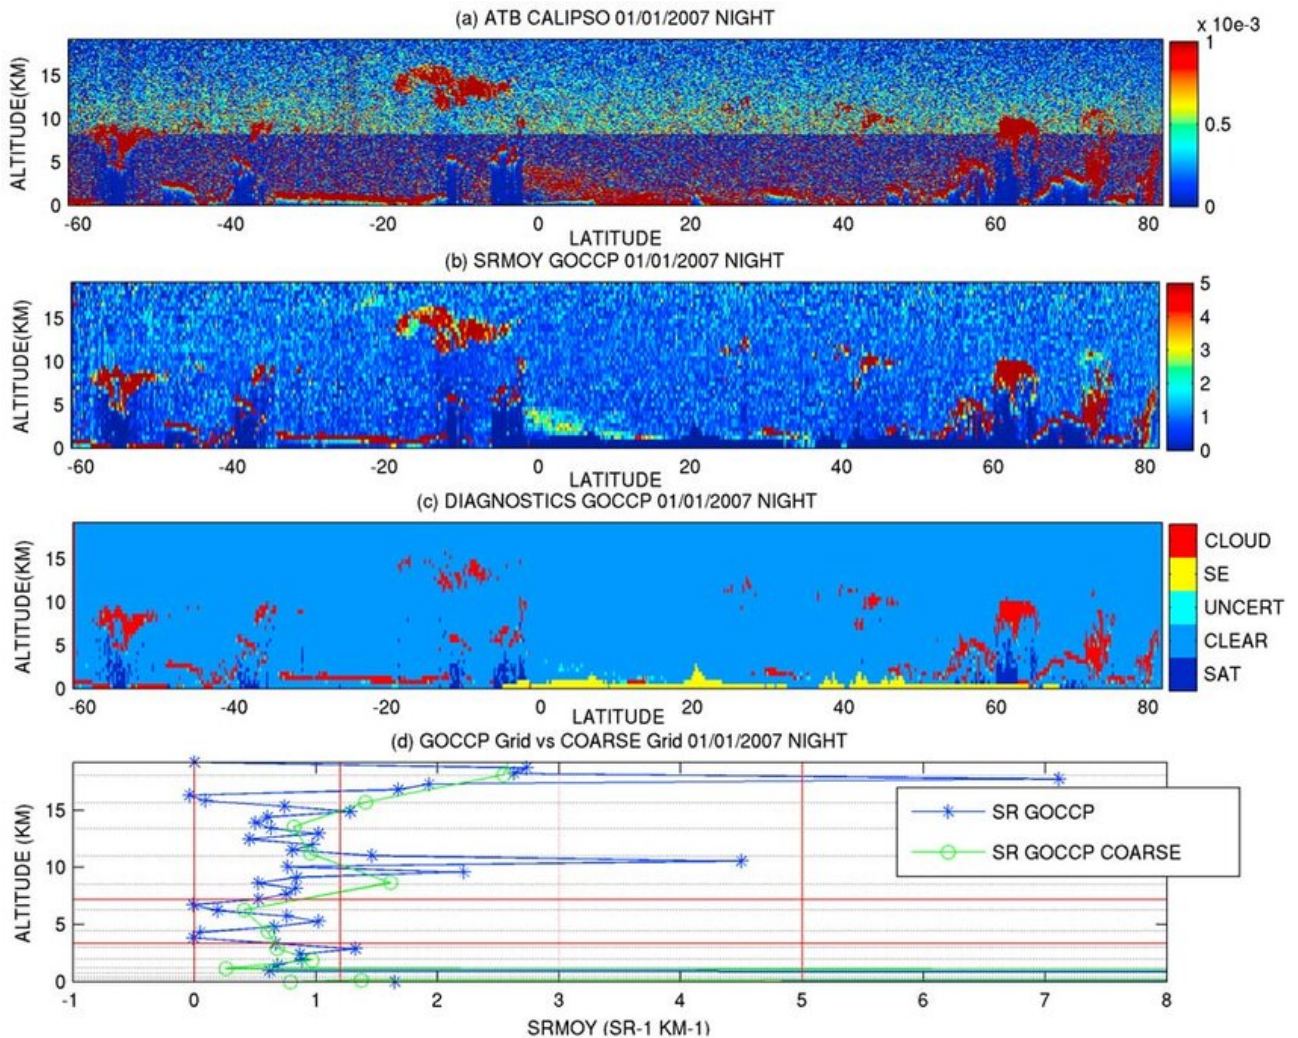 (a) ATB CALIPSO 01/01/2007 NIGHT
x 10e-3
ALTITUDE(KM)
15
10
5
0
1
0.5
0
-60 -40 -20 0 20 40 60 80
LATITUDE
(b) SRMOY GOCCP 01/01/2007 NIGHT
ALTITUDE(KM)
15
10
5
0
5
4
3
2
1
0
-60 -40 -20 0 20 40 60 80
LATITUDE
(c) DIAGNOSTICS GOCCP 01/01/2007 NIGHT
ALTITUDE(KM)
15
10
5
0
CLOUD
SE
UNCERT
CLEAR
SAT
-60 -40 -20 0 20 40 60 80
LATITUDE
(d) GOCCP Grid vs COARSE Grid 01/01/2007 NIGHT
ALTITUDE (KM)
15
10
5
0
SR GOCCP
SR GOCCP COARSE
-1 0 1 2 3 4 5 6 7 8
SRMOY (SR-1 KM-1)